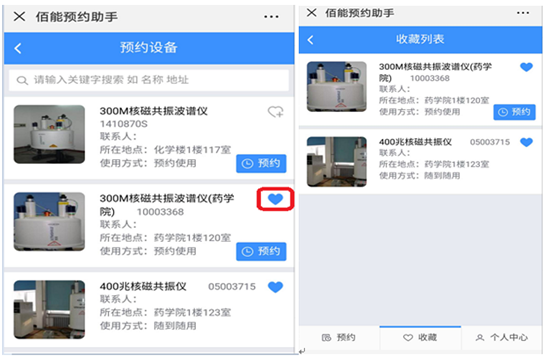 佰能预约助手
预约设备
请输入关键字搜索 如 名称 地址
300M核磁共振波谱仪
1410870S
联系人：
所在地点：化学楼1楼117室
使用方式：预约使用
预约
300M核磁共振波谱仪(药学
院) 10003368
联系人：
所在地点：药学院1楼120室
使用方式：预约使用
预约
400兆核磁共振仪 05003715
联系人：
所在地点：药学院1楼123室
使用方式：随到随用
佰能预约助手
收藏列表
300M核磁共振波谱仪(药学
院) 10003368
联系人：
所在地点：药学院1楼120室
使用方式：预约使用
预约
400兆核磁共振仪 05003715
联系人：
所在地点：药学院1楼123室
使用方式：随到随用
预约 收藏 个人中心